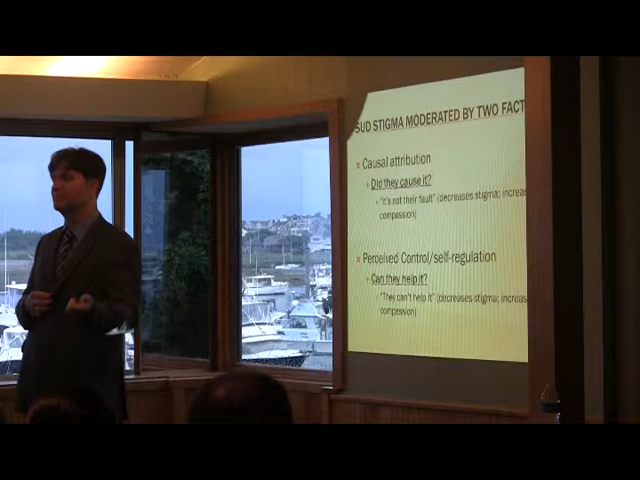 SUD STIGMA MODERATED BY TWO FACT
Causal attribution
Did they cause it?
"It's not their fault" (decreases stigma; increas
compassion)
Perceived Control/self-regulation
Can they help it?
"They can't help it" (decreases stigma; increas
compassion)